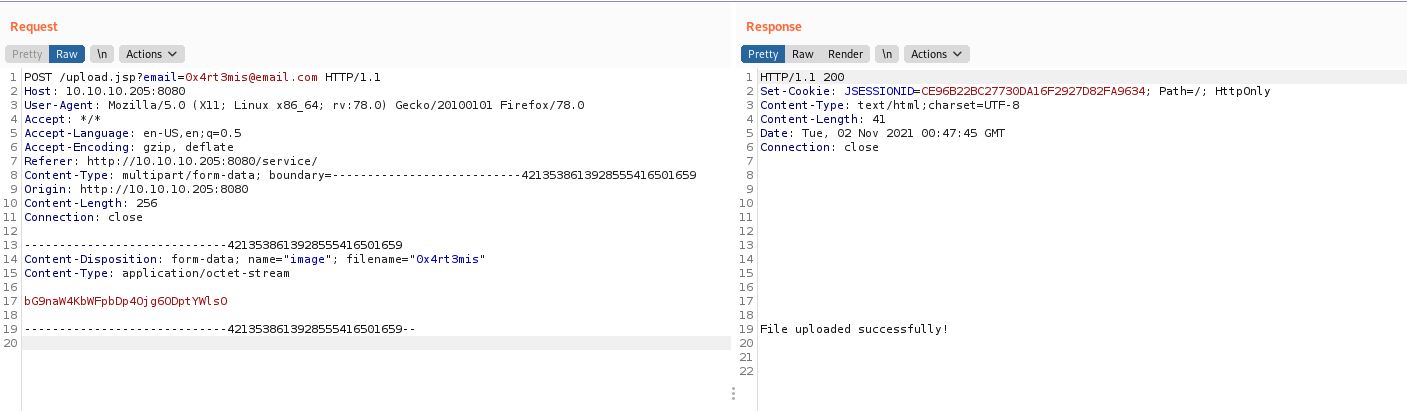 Request
Pretty Raw \n Actions
1 POST /upload.jsp?email=0x4rt3mis@email.com HTTP/1.1
2 Host: 10.10.10.205:8080
3 User-Agent: Mozilla/5.0 (X11; Linux x86_64; rv:78.0) Gecko/20100101 Firefox/78.0
4 Accept: */*
5 Accept-Language: en-US,en;q=0.5
6 Accept-Encoding: gzip, deflate
7 Referer: http://10.10.10.205:8080/service/
8 Content-Type: multipart/form-data; boundary=---------------------------4213538613928555416501659
9 Origin: http://10.10.10.205:8080
10 Content-Length: 256
11 Connection: close
12
13 -----------------------------4213538613928555416501659
14 Content-Disposition: form-data; name="image"; filename="0x4rt3mis"
15 Content-Type: application/octet-stream
16
17 bG9naW4KbWFpbDp4Ojg6ODptYWlsO
18
19 -----------------------------4213538613928555416501659--
20
Response
Pretty Raw Render \n Actions
1 HTTP/1.1 200
2 Set-Cookie: JSESSIONID=CE96B22BC27730DA16F2927D82FA9634; Path=/; HttpOnly
3 Content-Type: text/html;charset=UTF-8
4 Content-Length: 41
5 Date: Tue, 02 Nov 2021 00:47:45 GMT
6 Connection: close
7
8
9
10
11
12
13
14
15
16
17
18
19 File uploaded successfully!
20
21
22